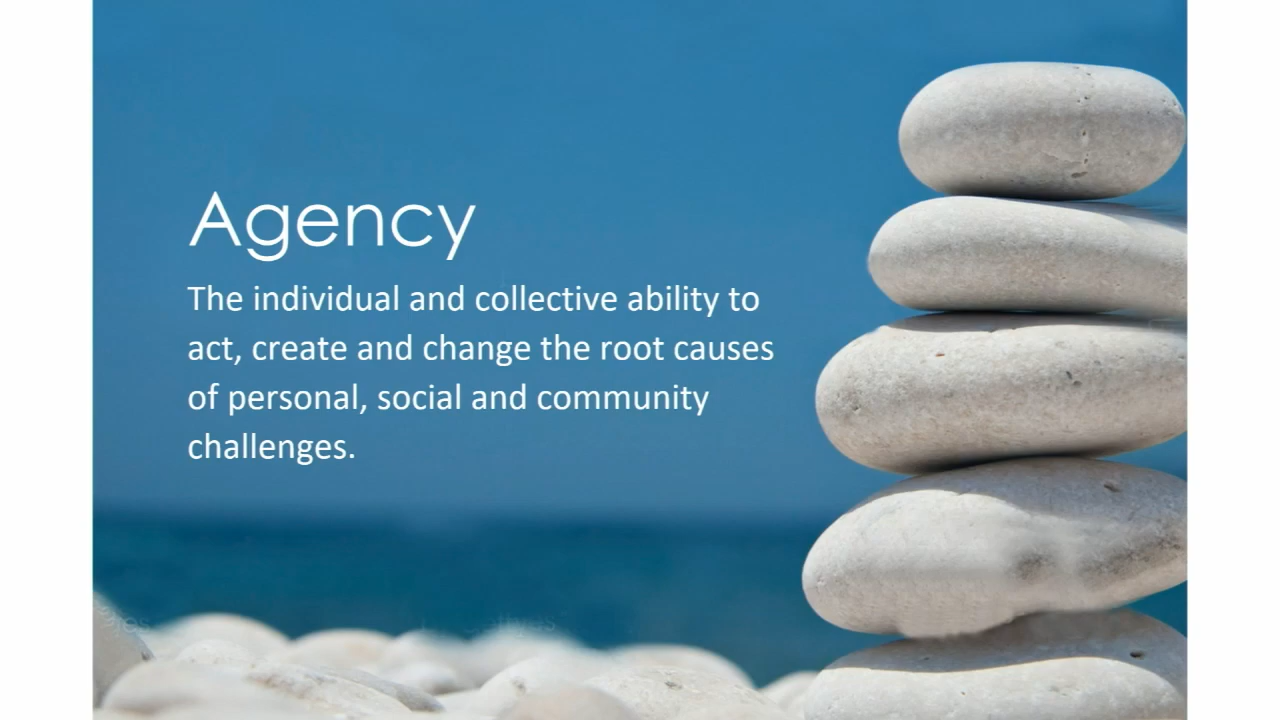 Agency
The individual and collective ability to
act, create and change the root causes
of personal, social and community
challenges.